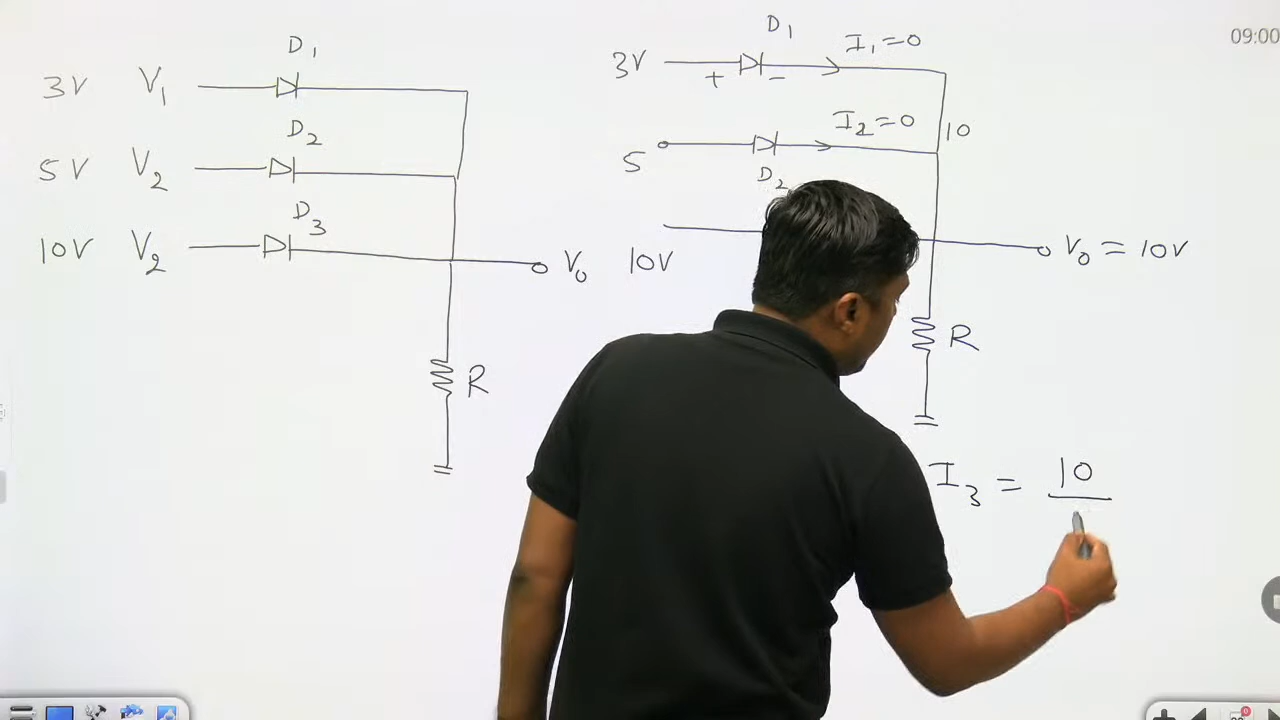 09:00
D1
3V V1
D2
5V V2
D3
10V V2
V0
R
D1
3V I1=0
+ -
I2=0 10
5
D2
10V
V0 = 10V
R
I3 = 10